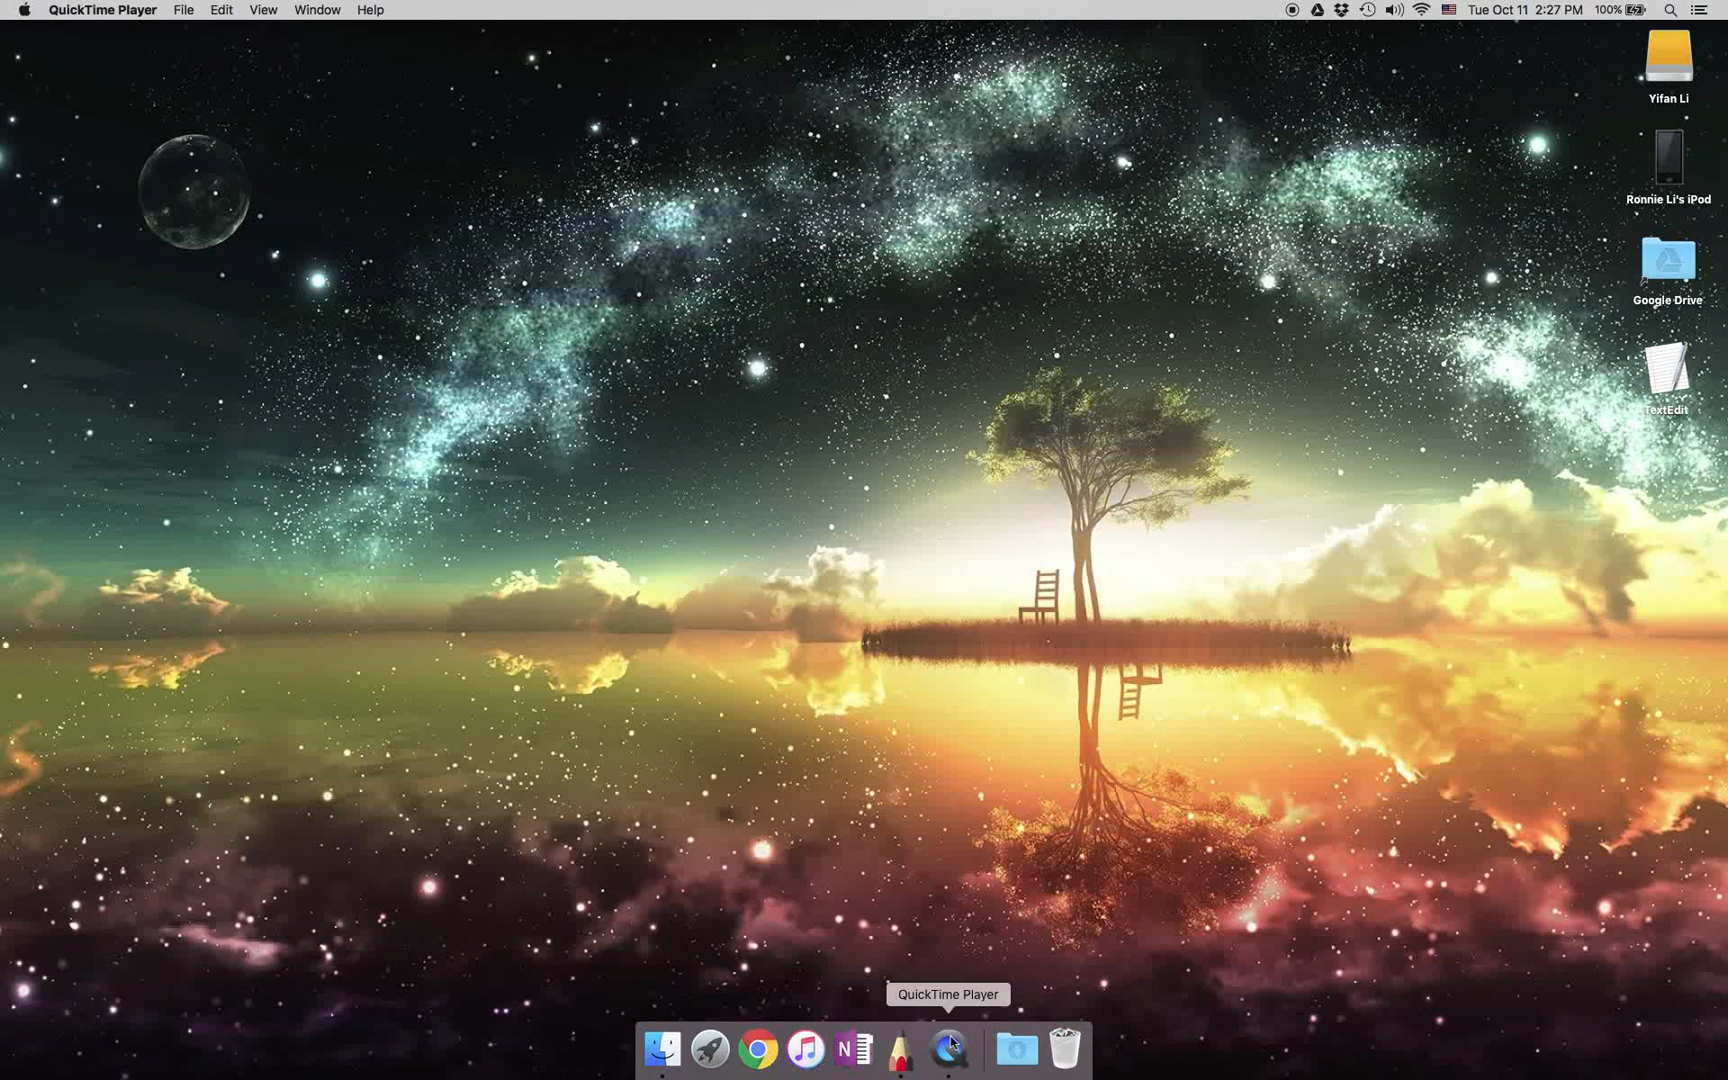 QuickTime Player File Edit View Window Help Tue Oct 11 2:27 PM 100%
Yifan Li
Ronnie Li's iPod
Google Drive
TextEdit
QuickTime Player
N